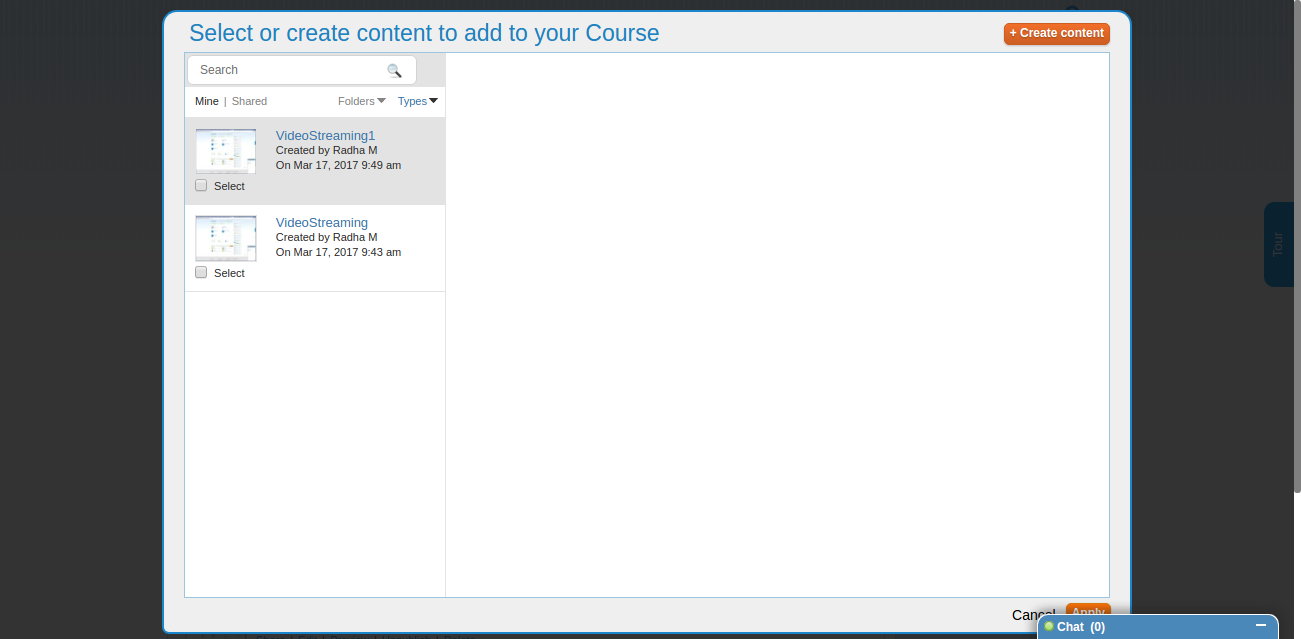 Select or create content to add to your Course
+ Create content
Search
Mine | Shared
Folders
Types
VideoStreaming1
Created by Radha M
On Mar 17, 2017 9:49 am
Select
VideoStreaming
Created by Radha M
On Mar 17, 2017 9:43 am
Select
Tour
Cancel
Apply
Chat (0)